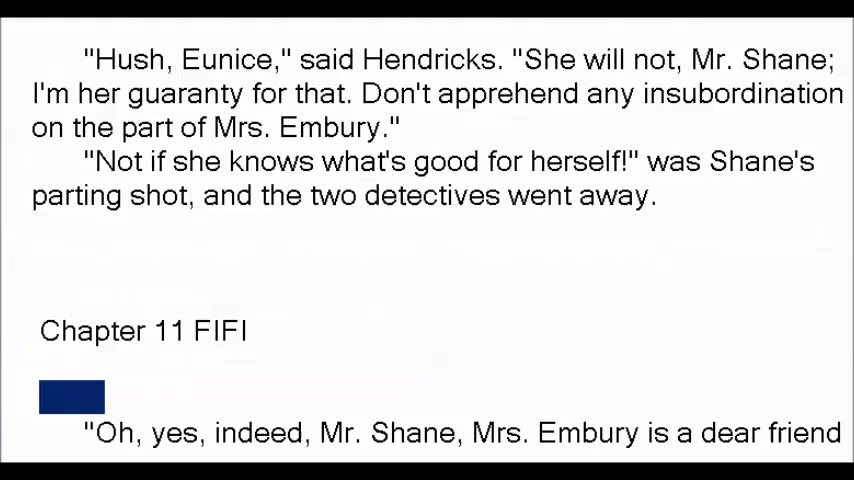 "Hush, Eunice," said Hendricks. "She will not, Mr. Shane;
I'm her guaranty for that. Don't apprehend any insubordination
on the part of Mrs. Embury."
"Not if she knows what's good for herself!" was Shane's
parting shot, and the two detectives went away.
Chapter 11 FIFI
"Oh, yes, indeed, Mr. Shane, Mrs. Embury is a dear friend